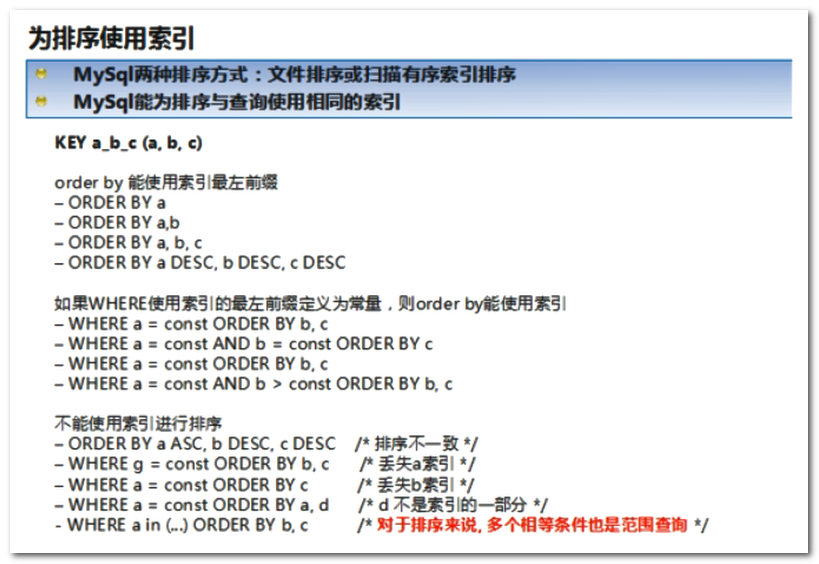 为排序使用索引
MySql两种排序方式：文件排序或扫描有序索引排序
MySql能为排序与查询使用相同的索引
KEY a_b_c (a, b, c)
order by 能使用索引最左前缀
– ORDER BY a
– ORDER BY a,b
– ORDER BY a, b, c
– ORDER BY a DESC, b DESC, c DESC
如果WHERE使用索引的最左前缀定义为常量，则order by能使用索引
– WHERE a = const ORDER BY b, c
– WHERE a = const AND b = const ORDER BY c
– WHERE a = const ORDER BY b, c
– WHERE a = const AND b > const ORDER BY b, c
不能使用索引进行排序
– ORDER BY a ASC, b DESC, c DESC /* 排序不一致 */
– WHERE g = const ORDER BY b, c /* 丢失a索引 */
– WHERE a = const ORDER BY c /* 丢失b索引 */
– WHERE a = const ORDER BY a, d /* d 不是索引的一部分 */
- WHERE a in (...) ORDER BY b, c /* 对于排序来说, 多个相等条件也是范围查询 */